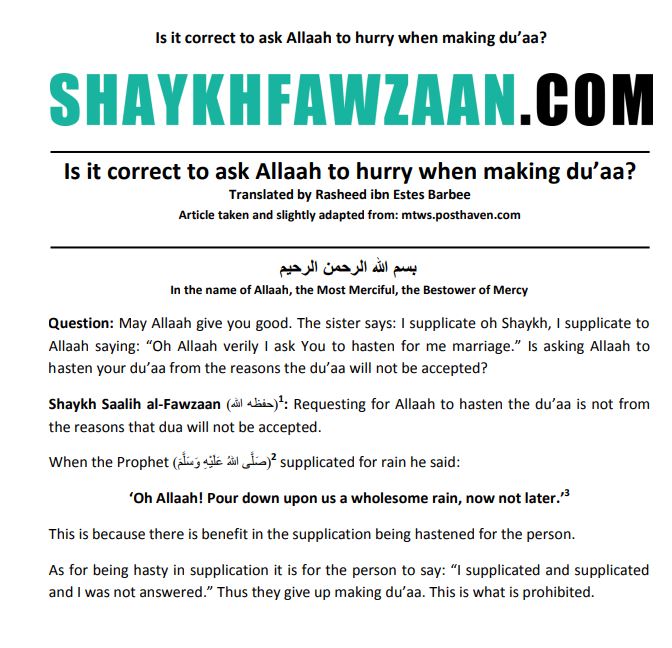 Is it correct to ask Allaah to hurry when making du’aa?
SHAYKHFAWZAAN.COM
Is it correct to ask Allaah to hurry when making du’aa?
Translated by Rasheed ibn Estes Barbee
Article taken and slightly adapted from: mtws.posthaven.com
بسم الله الرحمن الرحيم
In the name of Allaah, the Most Merciful, the Bestower of Mercy
Question: May Allaah give you good. The sister says: I supplicate oh Shaykh, I supplicate to
Allaah saying: “Oh Allaah verily I ask You to hasten for me marriage.” Is asking Allaah to
hasten your du’aa from the reasons the du’aa will not be accepted?
Shaykh Saalih al-Fawzaan (حفظه الله)1: Requesting for Allaah to hasten the du’aa is not from
the reasons that dua will not be accepted.
When the Prophet (صَلَّى اللهُ عَلَيْهِ وَسَلَّمَ)2 supplicated for rain he said:
‘Oh Allaah! Pour down upon us a wholesome rain, now not later.’3
This is because there is benefit in the supplication being hastened for the person.
As for being hasty in supplication it is for the person to say: “I supplicated and supplicated
and I was not answered.” Thus they give up making du’aa. This is what is prohibited.